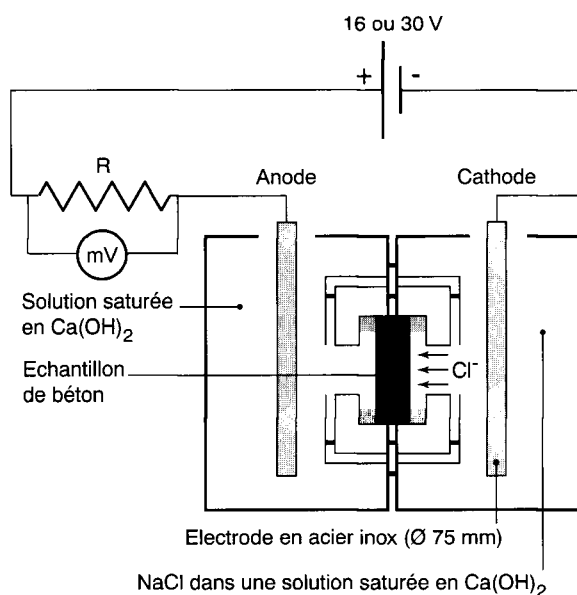 16 ou 30 V
+ -
R
Anode
Cathode
mV
Solution saturée
en Ca(OH)2
Echantillon
de béton
Cl-
Electrode en acier inox (Ø 75 mm)
NaCl dans une solution saturée en Ca(OH)2